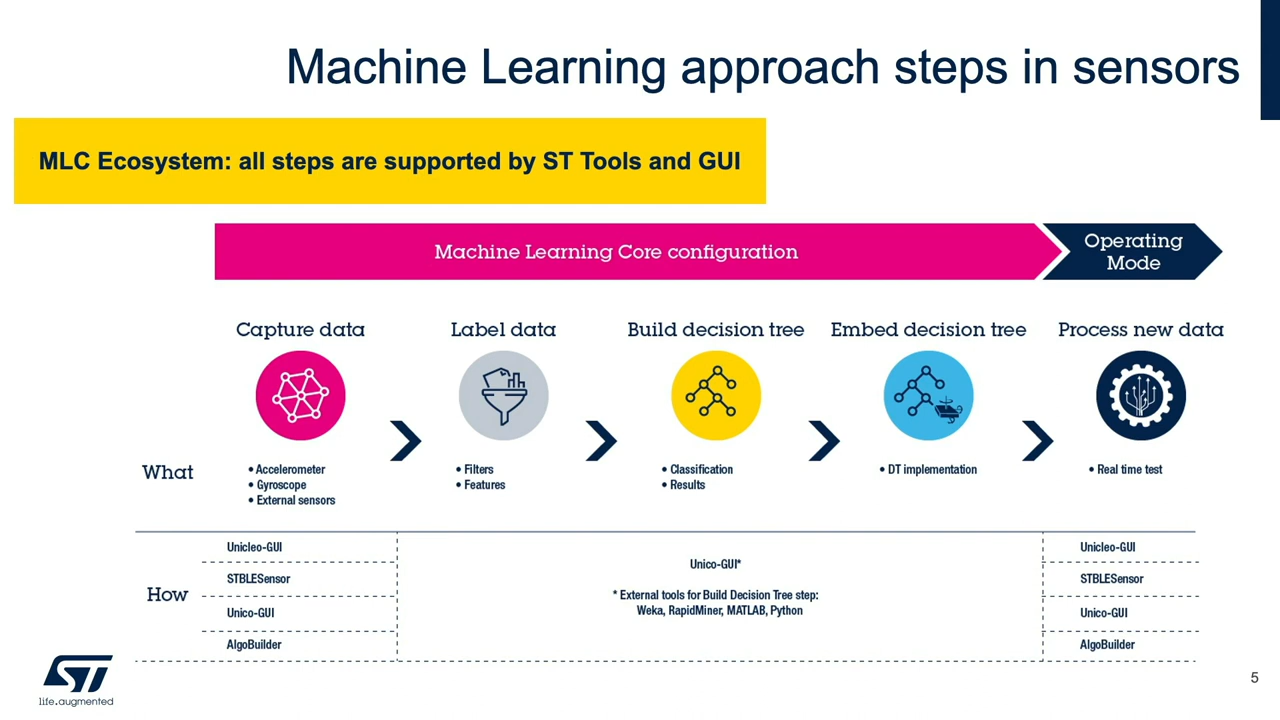 Machine Learning approach steps in sensors
MLC Ecosystem: all steps are supported by ST Tools and GUI
Machine Learning Core configuration
Operating
Mode
Capture data
Label data
Build decision tree
Embed decision tree
Process new data
What
• Accelerometer
• Gyroscope
• External sensors
• Filters
• Features
• Classification
• Results
• DT implementation
• Real time test
How
Unicleo-GUI
STBLESensor
Unico-GUI
AlgoBuilder
Unico-GUI*
* External tools for Build Decision Tree step:
Weka, RapidMiner, MATLAB, Python
Unicleo-GUI
STBLESensor
Unico-GUI
AlgoBuilder
ST
life.augmented
5